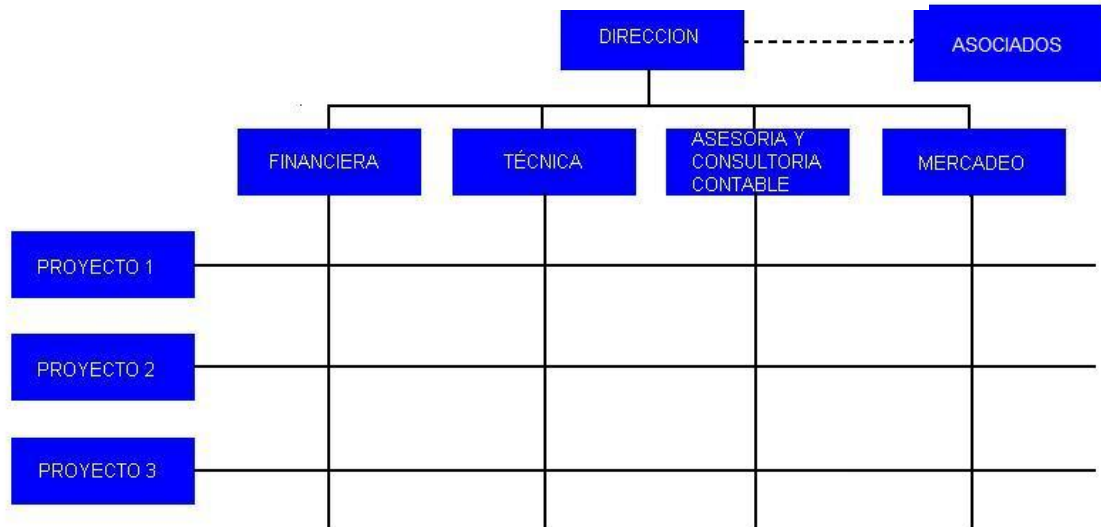 DIRECCION
ASOCIADOS
FINANCIERA
TÉCNICA
ASESORIA Y
CONSULTORIA
CONTABLE
MERCADEO
PROYECTO 1
PROYECTO 2
PROYECTO 3